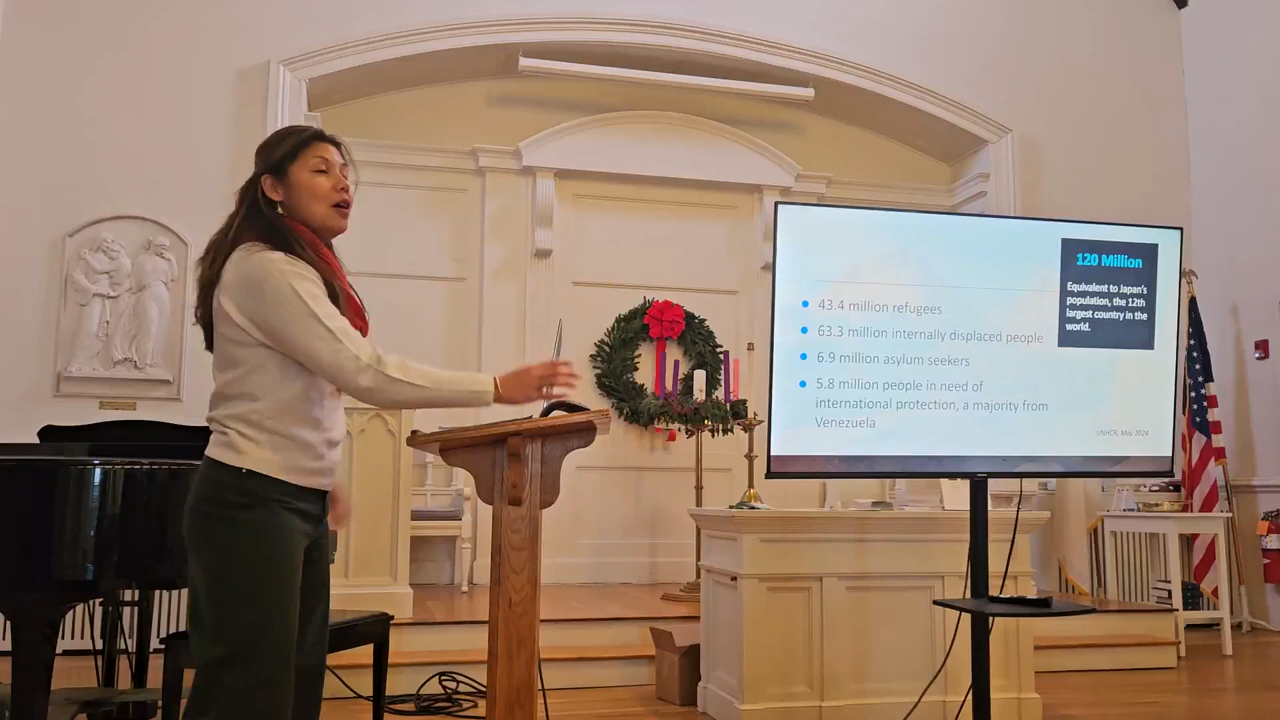 120 Million
Equivalent to Japan's
population, the 12th
largest country in the
world.
43.4 million refugees
63.3 million internally displaced people
6.9 million asylum seekers
5.8 million people in need of
international protection, a majority from
Venezuela
UNHCR, May 2024